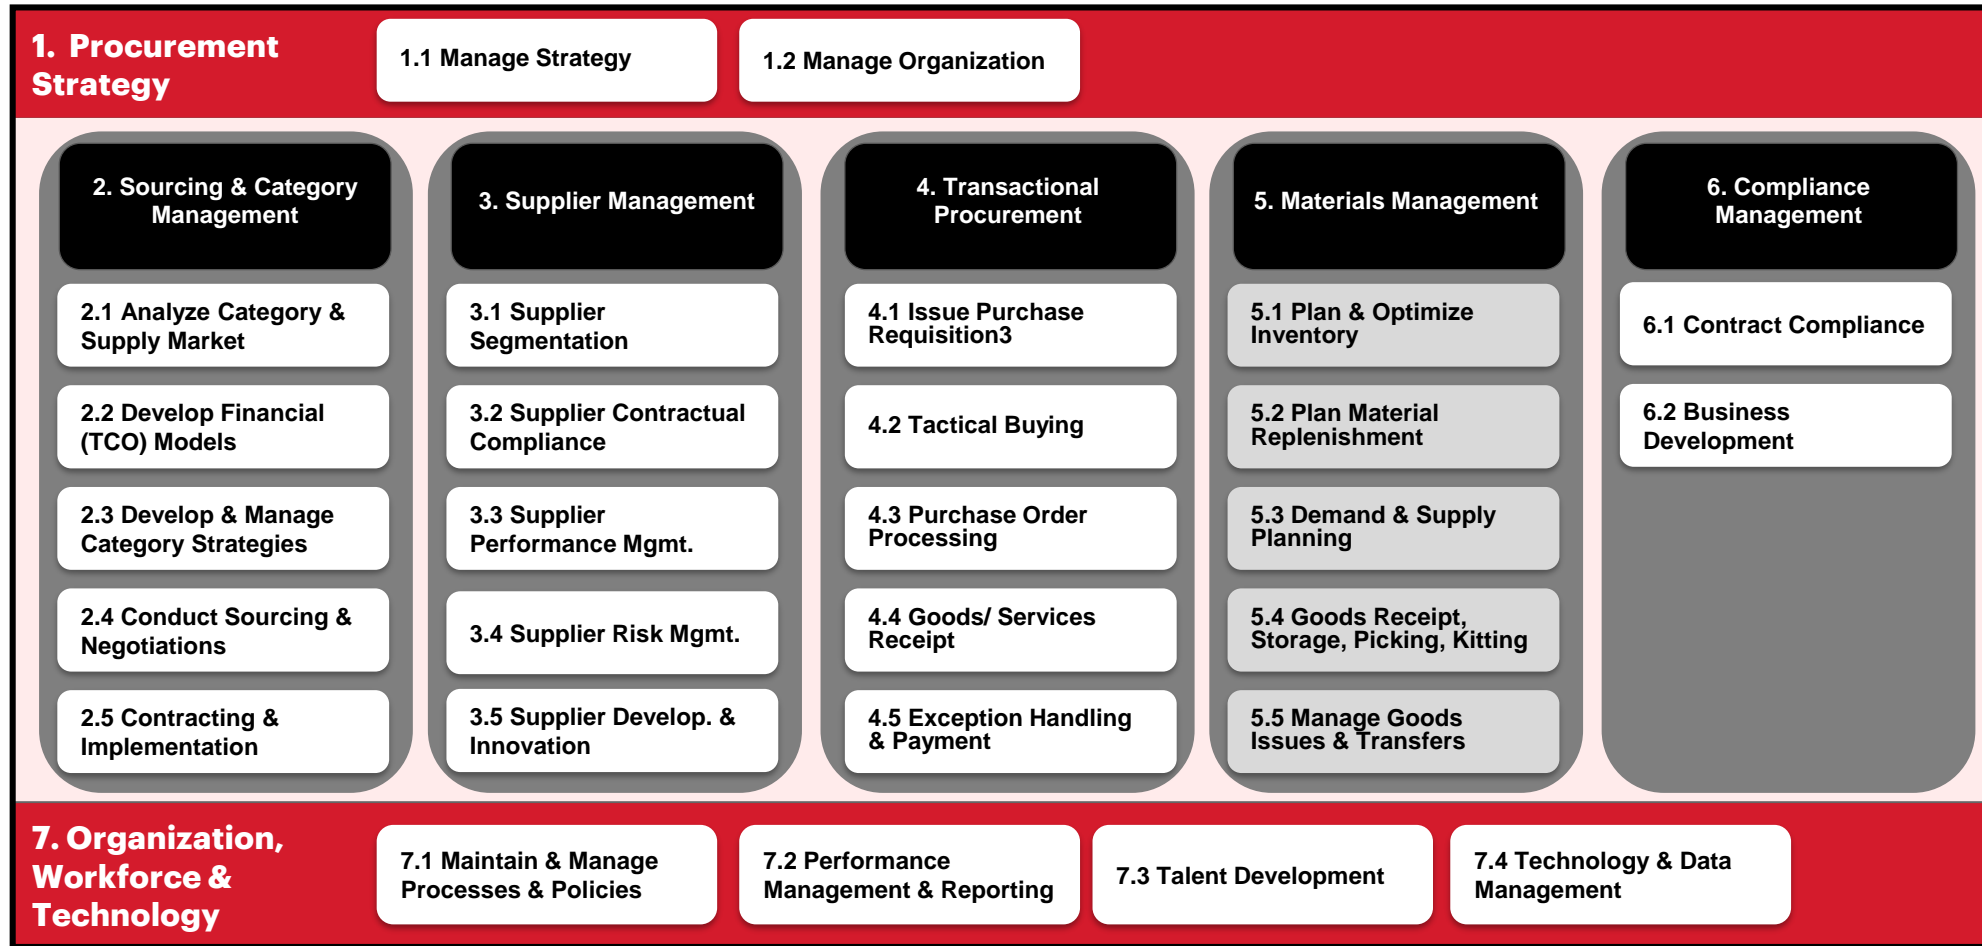 1. Procurement
Strategy
1.1 Manage Strategy
1.2 Manage Organization
2. Sourcing & Category
Management
2.1 Analyze Category &
Supply Market
2.2 Develop Financial
(TCO) Models
2.3 Develop & Manage
Category Strategies
2.4 Conduct Sourcing &
Negotiations
2.5 Contracting &
Implementation
3. Supplier Management
3.1 Supplier
Segmentation
3.2 Supplier Contractual
Compliance
3.3 Supplier
Performance Mgmt.
3.4 Supplier Risk Mgmt.
3.5 Supplier Develop. &
Innovation
4. Transactional
Procurement
4.1 Issue Purchase
Requisition3
4.2 Tactical Buying
4.3 Purchase Order
Processing
4.4 Goods/ Services
Receipt
4.5 Exception Handling
& Payment
5. Materials Management
5.1 Plan & Optimize
Inventory
5.2 Plan Material
Replenishment
5.3 Demand & Supply
Planning
5.4 Goods Receipt,
Storage, Picking, Kitting
5.5 Manage Goods
Issues & Transfers
6. Compliance
Management
6.1 Contract Compliance
6.2 Business
Development
7. Organization,
Workforce &
Technology
7.1 Maintain & Manage
Processes & Policies
7.2 Performance
Management & Reporting
7.3 Talent Development
7.4 Technology & Data
Management